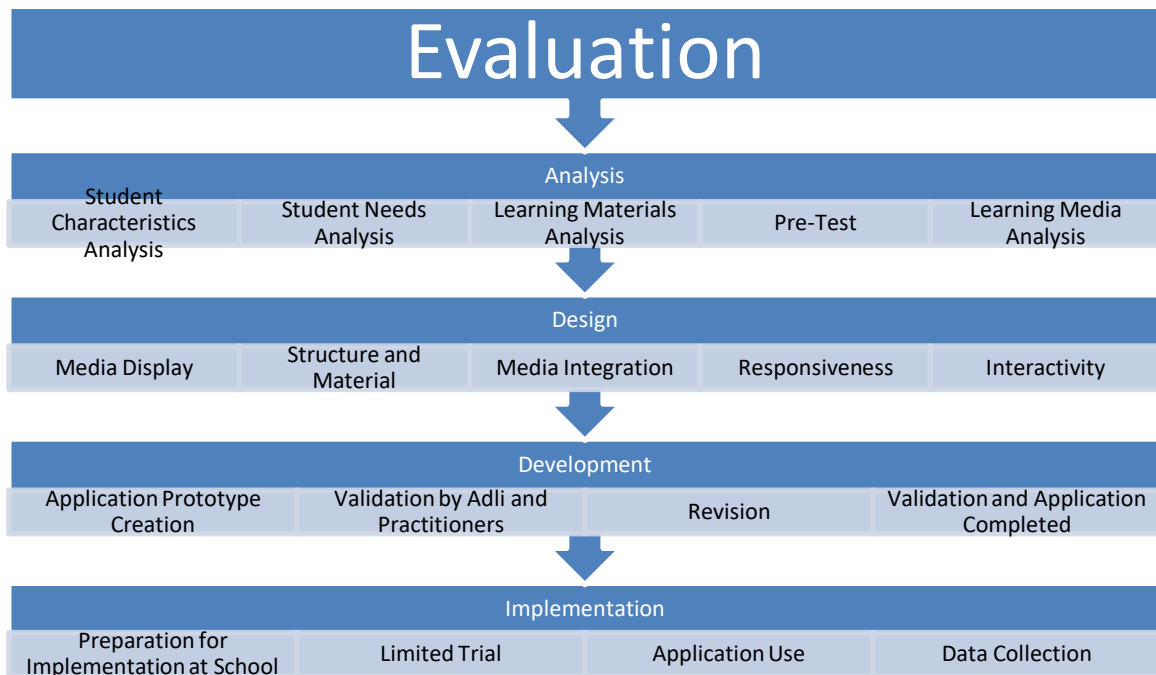 Evaluation
Analysis
Student
Characteristics
Analysis
Student Needs
Analysis
Learning Materials
Analysis
Pre-Test
Learning Media
Analysis
Design
Media Display
Structure and
Material
Media Integration
Responsiveness
Interactivity
Development
Application Prototype
Creation
Validation by Adli and
Practitioners
Revision
Validation and Application
Completed
Implementation
Preparation for
Implementation at School
Limited Trial
Application Use
Data Collection